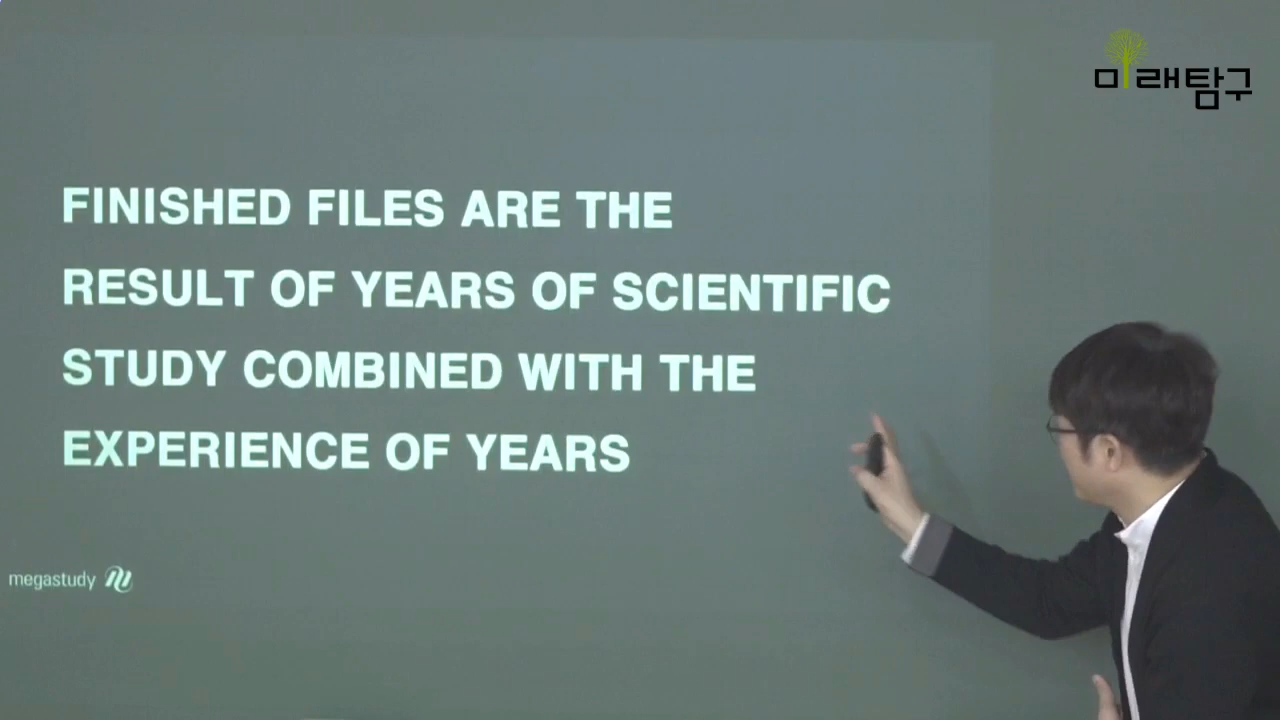 미래탐구
FINISHED FILES ARE THE
RESULT OF YEARS OF SCIENTIFIC
STUDY COMBINED WITH THE
EXPERIENCE OF YEARS
megastudy